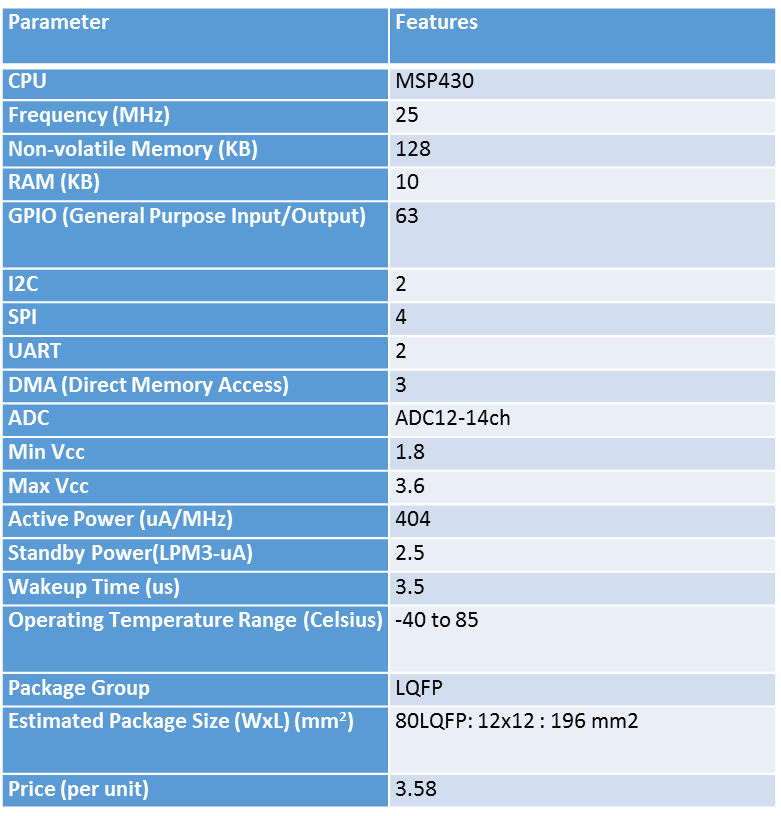 Parameter Features
CPU MSP430
Frequency (MHz) 25
Non-volatile Memory (KB) 128
RAM (KB) 10
GPIO (General Purpose Input/Output) 63
I2C 2
SPI 4
UART 2
DMA (Direct Memory Access) 3
ADC ADC12-14ch
Min Vcc 1.8
Max Vcc 3.6
Active Power (uA/MHz) 404
Standby Power(LPM3-uA) 2.5
Wakeup Time (us) 3.5
Operating Temperature Range (Celsius) -40 to 85
Package Group LQFP
Estimated Package Size (WxL) (mm²) 80LQFP: 12x12 : 196 mm2
Price (per unit) 3.58